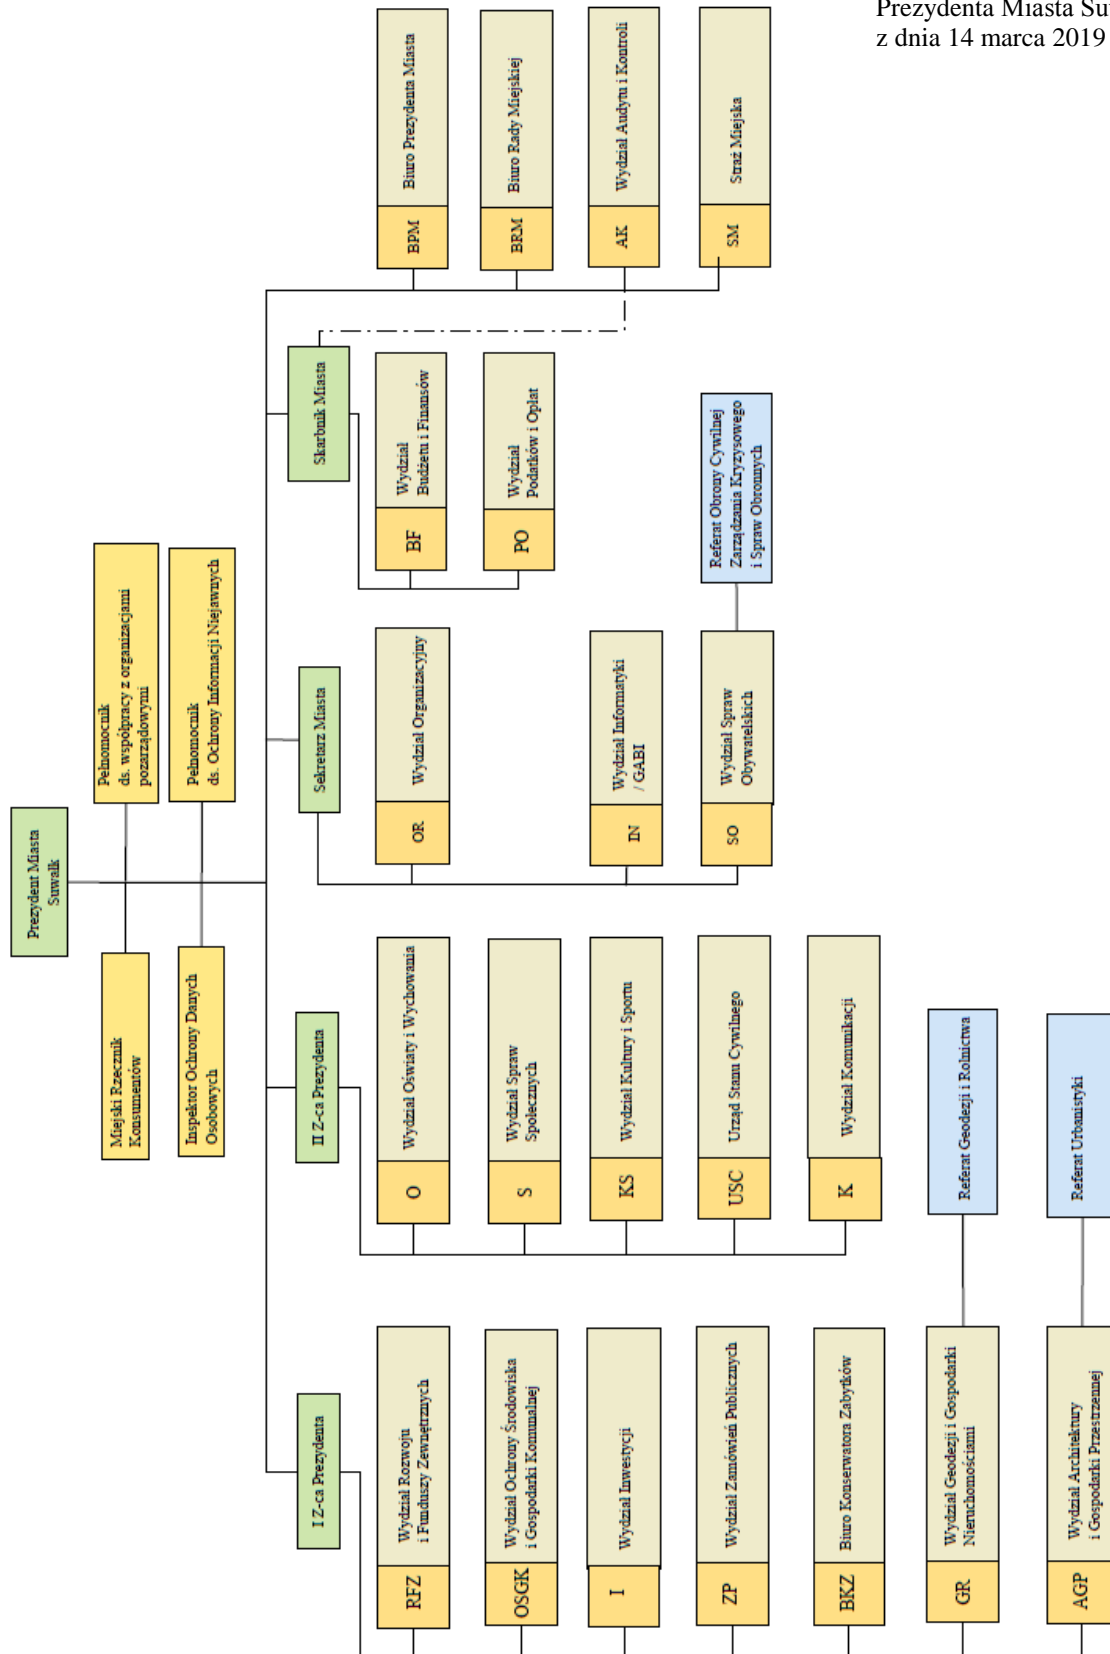 Prezydenta Miasta Su
z dnia 14 marca 2019
Prezydent Miasta
Suwałk
Miejski Rzecznik
Konsumentów
Inspektor Ochrony Danych
Osobowych
Pełnomocnik
ds. współpracy z organizacjami
pozarządowymi
Pełnomocnik
ds. Ochrony Informacji Niejawnych
I Z-ca Prezydenta
II Z-ca Prezydenta
Sekretarz Miasta
Skarbnik Miasta
RFZ
Wydział Rozwoju
i Funduszy Zewnętrznych
OSGK
Wydział Ochrony Środowiska
i Gospodarki Komunalnej
I
Wydział Inwestycji
ZP
Wydział Zamówień Publicznych
BKZ
Biuro Konserwatora Zabytków
GR
Wydział Geodezji i Gospodarki
Nieruchomościami
Referat Geodezji i Rolnictwa
AGP
Wydział Architektury
i Gospodarki Przestrzennej
Referat Urbanistyki
O
Wydział Oświaty i Wychowania
S
Wydział Spraw
Społecznych
KS
Wydział Kultury i Sportu
USC
Urząd Stanu Cywilnego
K
Wydział Komunikacji
OR
Wydział Organizacyjny
IN
Wydział Informatyki
/ GABI
SO
Wydział Spraw
Obywatelskich
Referat Obrony Cywilnej
Zarządzania Kryzysowego
i Spraw Obronnych
BF
Wydział
Budżetu i Finansów
PO
Wydział
Podatków i Opłat
BPM
Biuro Prezydenta Miasta
BRM
Biuro Rady Miejskiej
AK
Wydział Audytu i Kontroli
SM
Straż Miejska